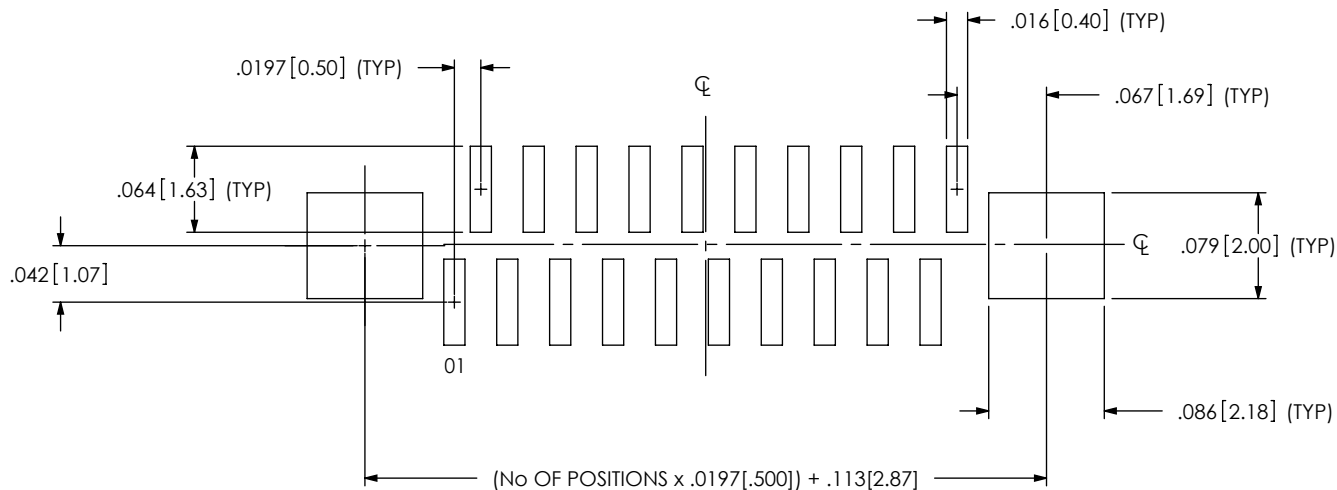 .016[0.40] (TYP)
.0197[0.50] (TYP)
℄
.067[1.69] (TYP)
.064[1.63] (TYP)
℄
.079[2.00] (TYP)
.042[1.07]
01
.086[2.18] (TYP)
(No OF POSITIONS x .0197[.500]) + .113[2.87]